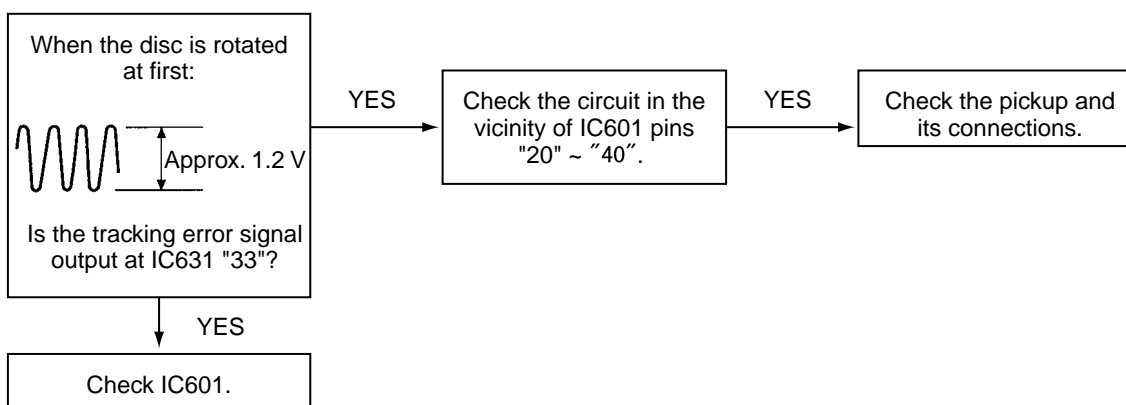 When the disc is rotated
at first:
Approx. 1.2 V
Is the tracking error signal
output at IC631 "33"?
YES
Check the circuit in the
vicinity of IC601 pins
"20" ~ ″40″.
YES
Check the pickup and
its connections.
YES
Check IC601.